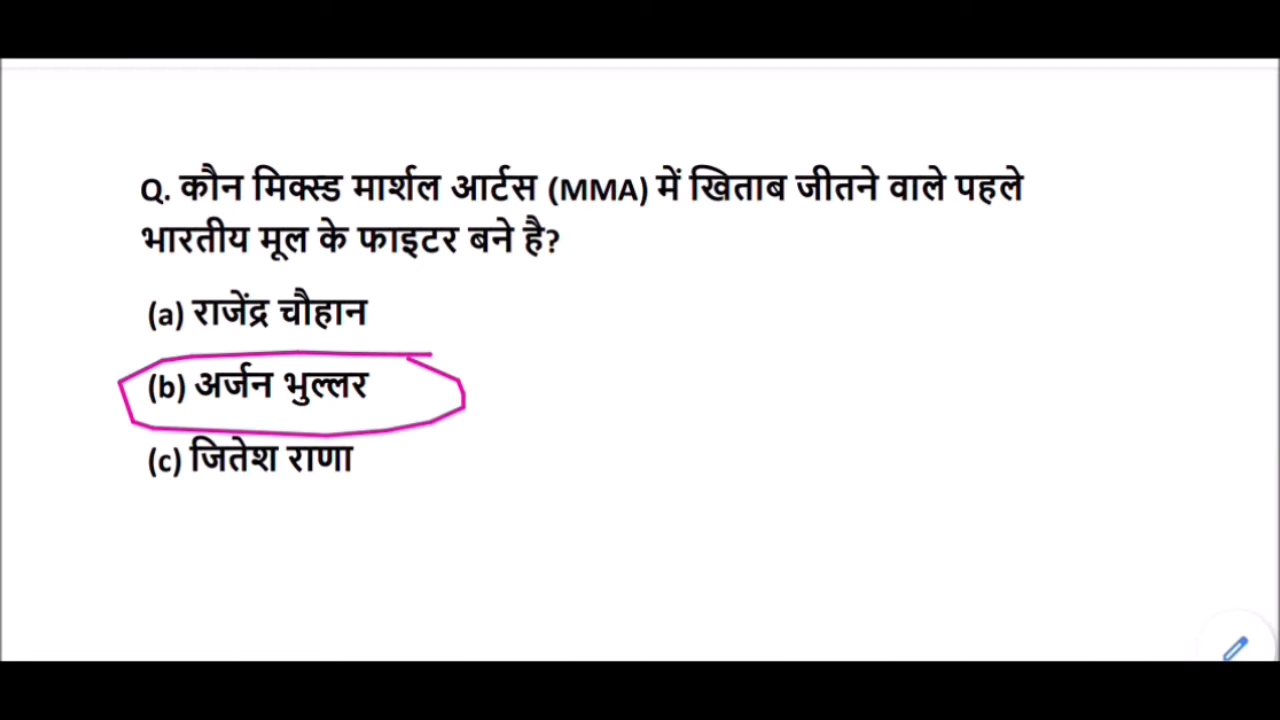 Q. कौन मिक्स्ड मार्शल आर्टस (MMA) में खिताब जीतने वाले पहले
भारतीय मूल के फाइटर बने है?
(a) राजेंद्र चौहान
(b) अर्जन भुल्लर
(c) जितेश राणा